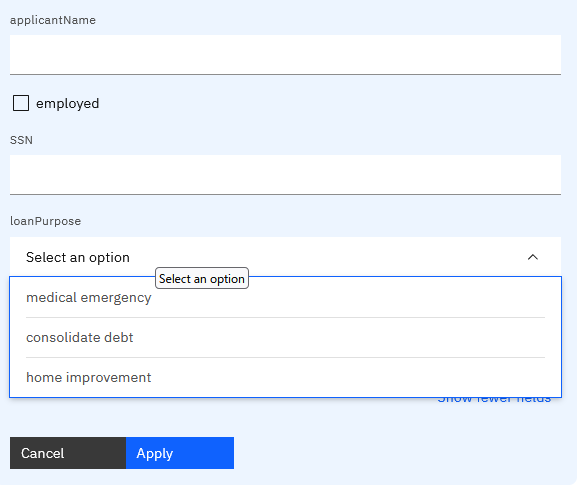 applicantName
employed
SSN
loanPurpose
Select an option
Select an option
medical emergency
consolidate debt
home improvement
Show fewer fields
Cancel
Apply